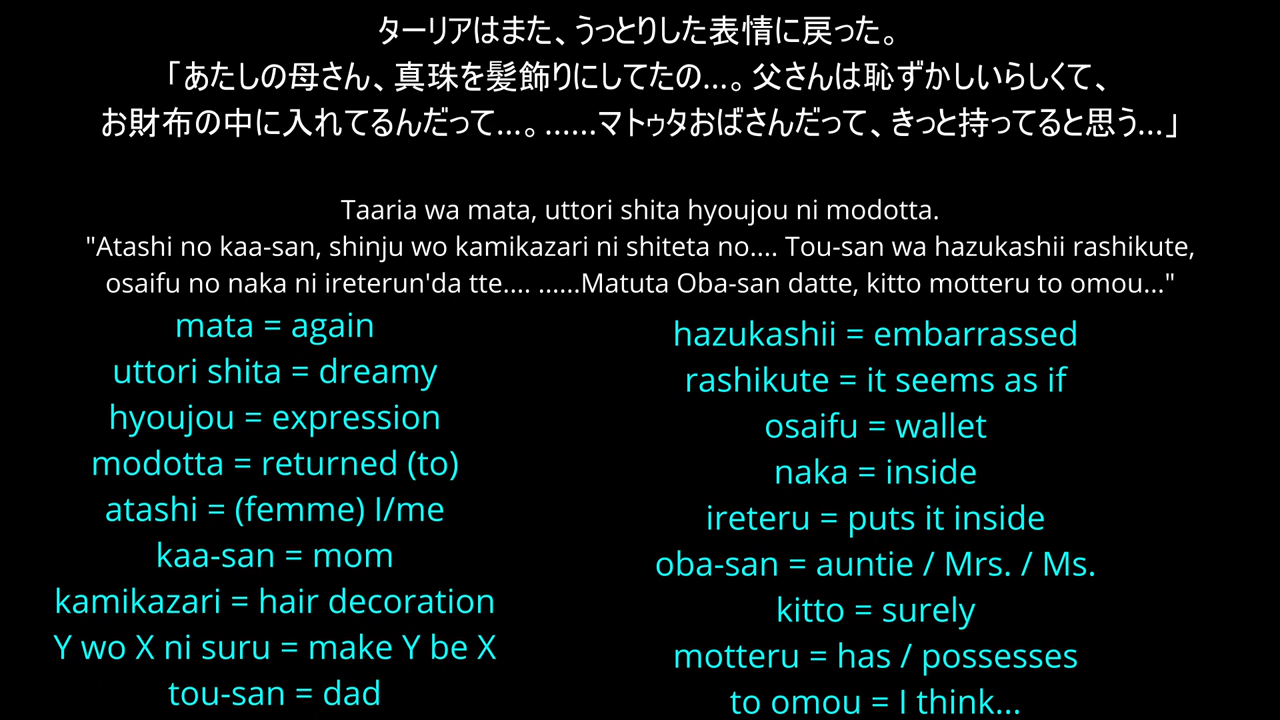 ターリアはまた、うっとりした表情に戻った。
「あたしの母さん、真珠を髪飾りにしてたの...。父さんは恥ずかしいらしくて、
お財布の中に入れてるんだって...。......マトゥタおばさんだって、きっと持ってると思う...」
Taaria wa mata, uttori shita hyoujou ni modotta.
"Atashi no kaa-san, shinju wo kamikazari ni shiteta no.... Tou-san wa hazukashii rashikute,
osaifu no naka ni ireterun'da tte.... ......Matuta Oba-san datte, kitto motteru to omou..."
mata = again
uttori shita = dreamy
hyoujou = expression
modotta = returned (to)
atashi = (femme) I/me
kaa-san = mom
kamikazari = hair decoration
Y wo X ni suru = make Y be X
tou-san = dad
hazukashii = embarrassed
rashikute = it seems as if
osaifu = wallet
naka = inside
ireteru = puts it inside
oba-san = auntie / Mrs. / Ms.
kitto = surely
motteru = has / possesses
to omou = I think...